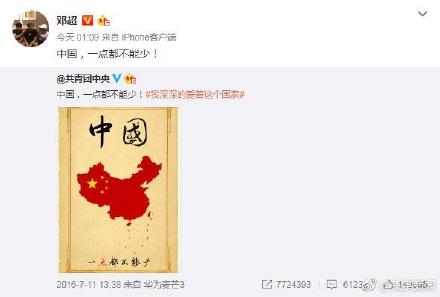 邓超
今天 01:09 来自 iPhone客户端
中国，一点都不能少！
@共青团中央
中国，一点都不能少！#我深深的爱着这个国家#
中國
一点都不能少
2016-7-11 13:38 来自 华为麦芒3
7724393
6123